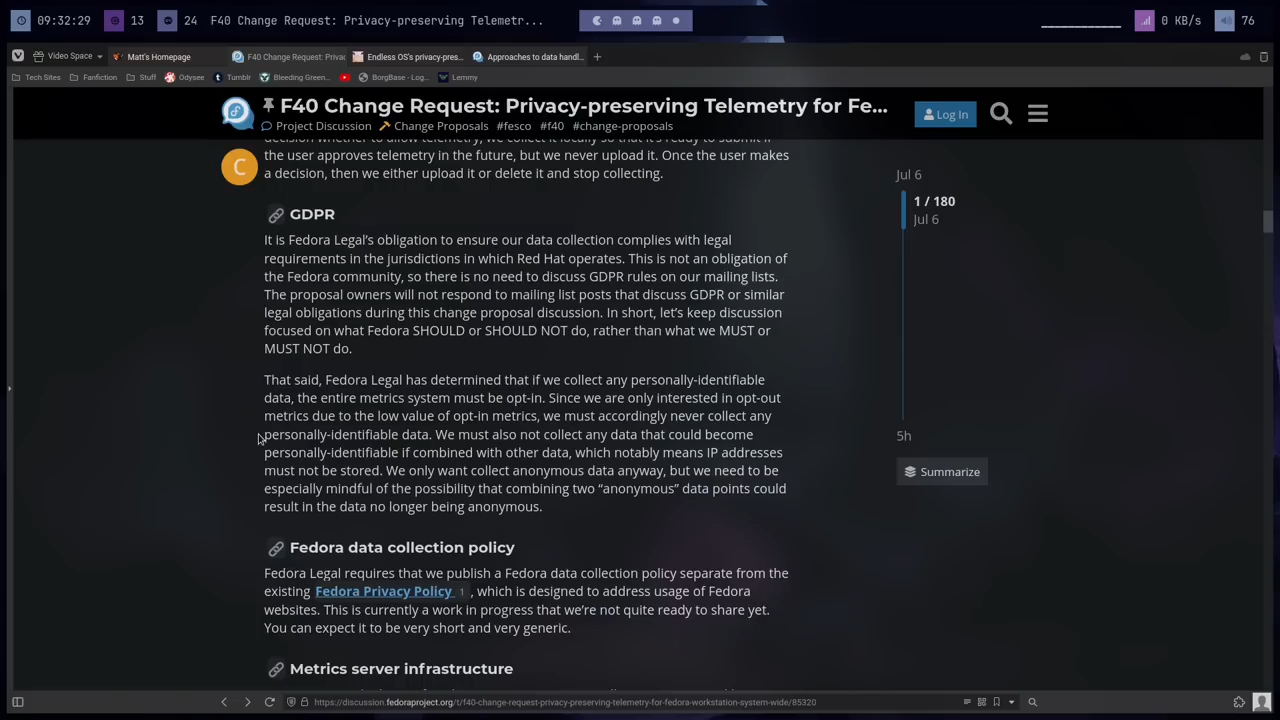 09:32:29 13 24 F40 Change Request: Privacy-preserving Telemetr... 0 KB/s 76
Video Space Matt's Homepage F40 Change Request: Privac Endless OS's privacy-pres... Approaches to data handl...
Tech Sites Fanfiction Stuff Odysee Tumblr Bleeding Green... BorgBase - Log... Lemmy
F40 Change Request: Privacy-preserving Telemetry for Fe...
Project Discussion Change Proposals #fesco #f40 #change-proposals
Log In
decision whether to allow telemetry, we collect it locally so that it's ready to submit if
the user approves telemetry in the future, but we never upload it. Once the user makes
a decision, then we either upload it or delete it and stop collecting.
C
GDPR
It is Fedora Legal's obligation to ensure our data collection complies with legal
requirements in the jurisdictions in which Red Hat operates. This is not an obligation of
the Fedora community, so there is no need to discuss GDPR rules on our mailing lists.
The proposal owners will not respond to mailing list posts that discuss GDPR or similar
legal obligations during this change proposal discussion. In short, let's keep discussion
focused on what Fedora SHOULD or SHOULD NOT do, rather than what we MUST or
MUST NOT do.
That said, Fedora Legal has determined that if we collect any personally-identifiable
data, the entire metrics system must be opt-in. Since we are only interested in opt-out
metrics due to the low value of opt-in metrics, we must accordingly never collect any
personally-identifiable data. We must also not collect any data that could become
personally-identifiable if combined with other data, which notably means IP addresses
must not be stored. We only want collect anonymous data anyway, but we need to be
especially mindful of the possibility that combining two “anonymous” data points could
result in the data no longer being anonymous.
Fedora data collection policy
Fedora Legal requires that we publish a Fedora data collection policy separate from the
existing Fedora Privacy Policy 1 , which is designed to address usage of Fedora
websites. This is currently a work in progress that we're not quite ready to share yet.
You can expect it to be very short and very generic.
Metrics server infrastructure
Jul 6
1 / 180
Jul 6
5h
Summarize
https://discussion.fedoraproject.org/t/f40-change-request-privacy-preserving-telemetry-for-fedora-workstation-system-wide/85320